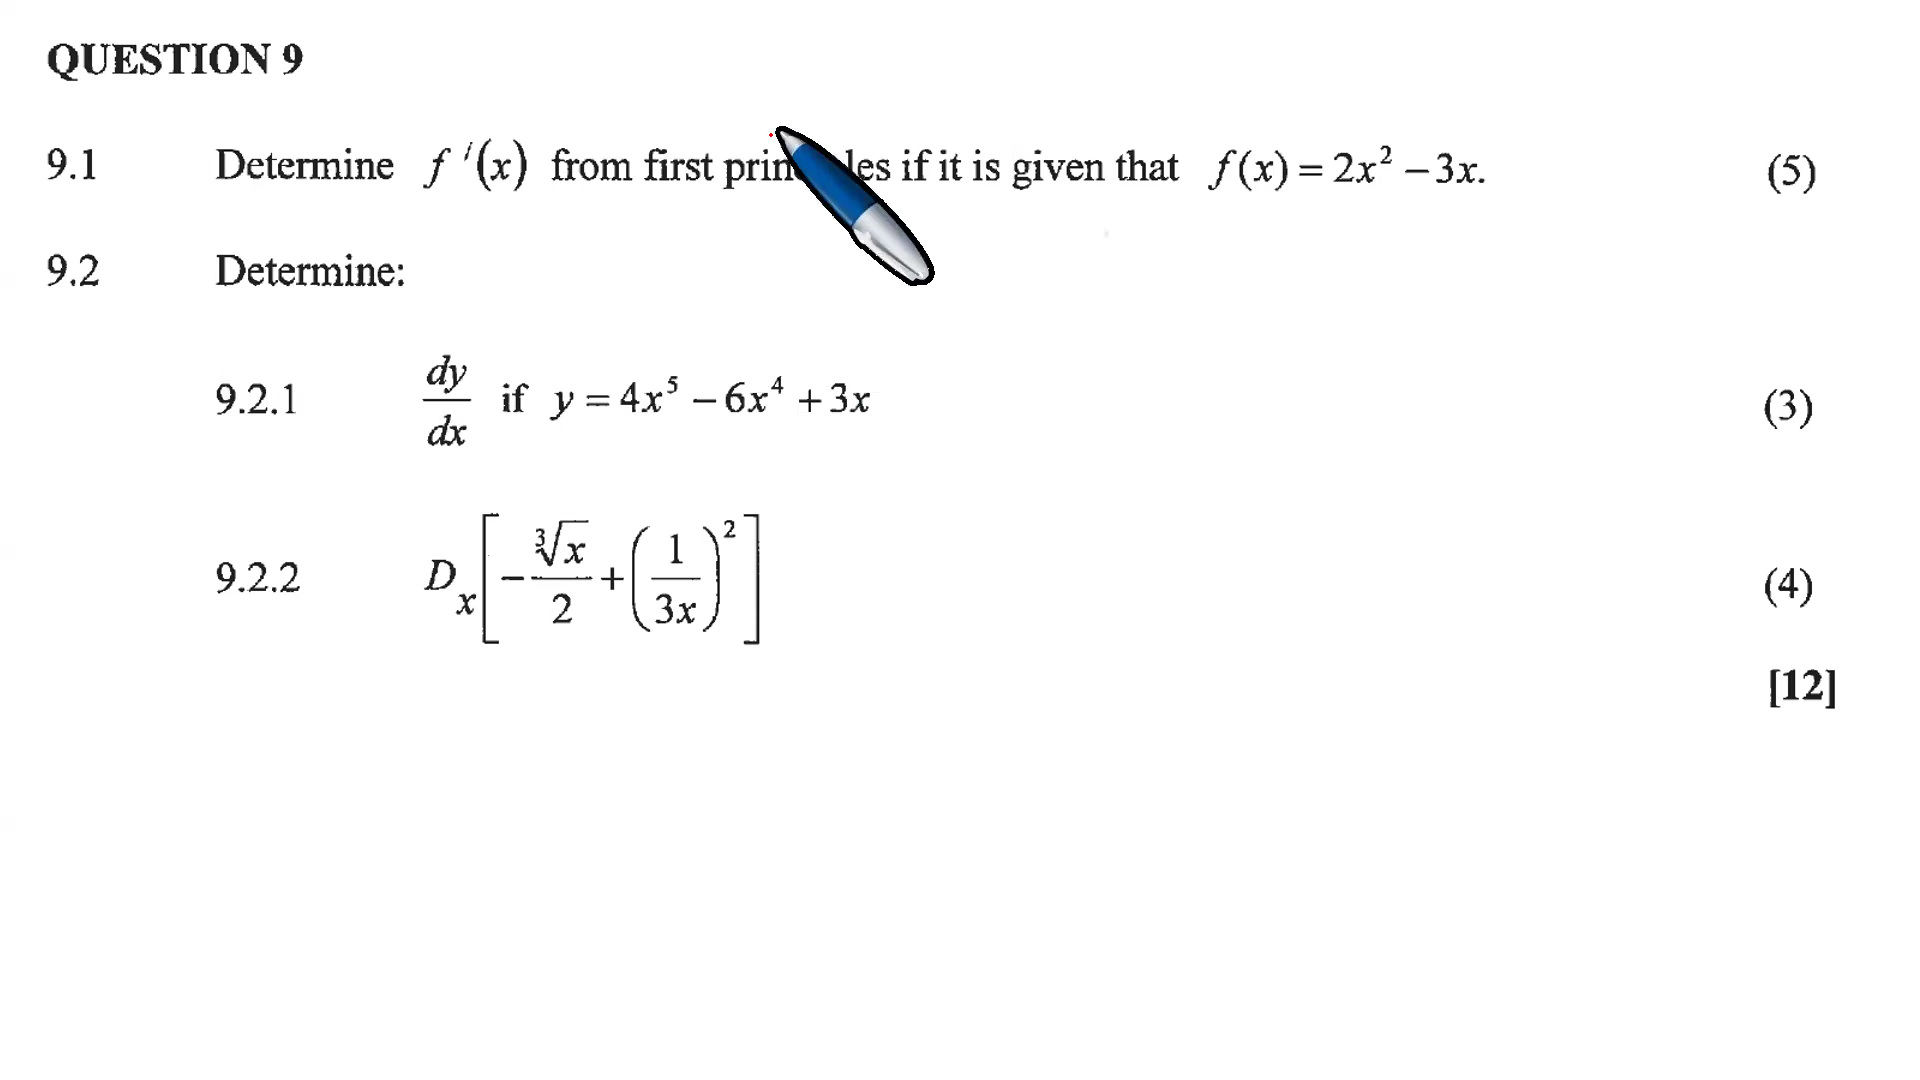 QUESTION 9
9.1 Determine f ′(x) from first prin les if it is given that f(x) = 2x² − 3x. (5)
9.2 Determine:
9.2.1 dy/dx if y = 4x⁵ − 6x⁴ + 3x (3)
9.2.2 Dₓ[−∛x/2 + (1/3x)²] (4)
[12]